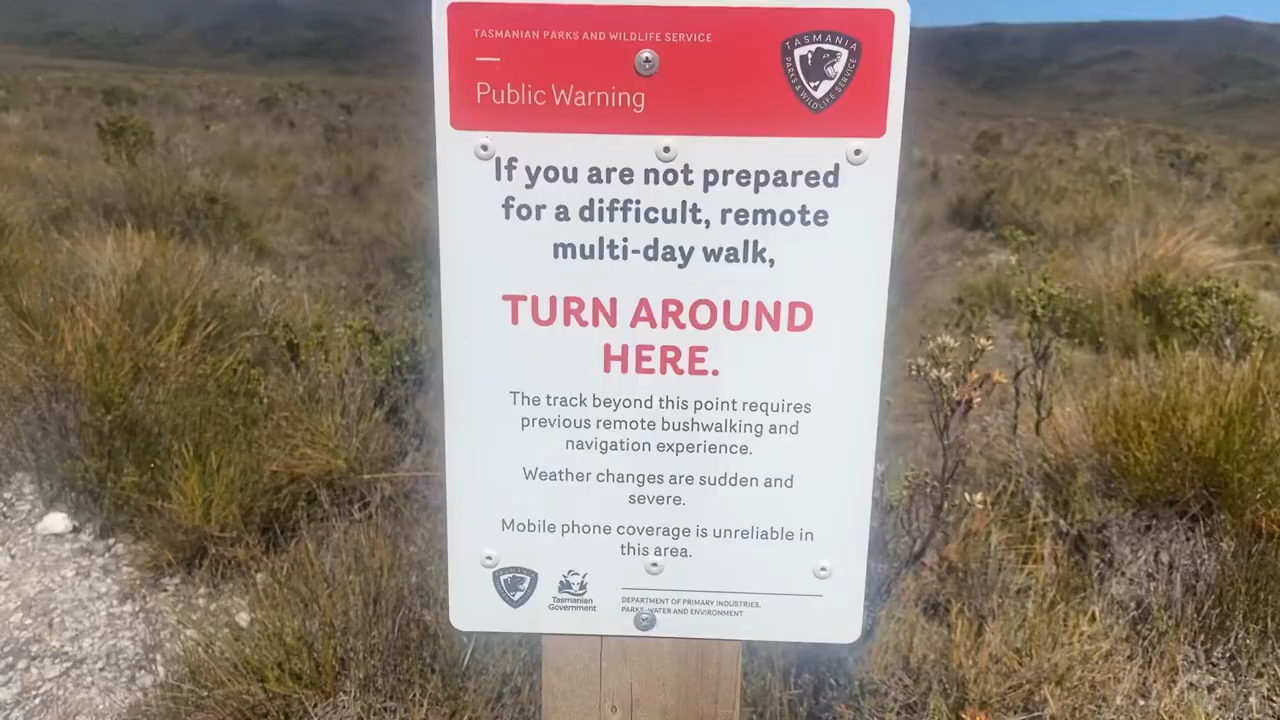 TASMANIAN PARKS AND WILDLIFE SERVICE
Public Warning
TASMANIA
PARKS & WILDLIFE SERVICE
If you are not prepared
for a difficult, remote
multi-day walk,
TURN AROUND
HERE.
The track beyond this point requires
previous remote bushwalking and
navigation experience.
Weather changes are sudden and
severe.
Mobile phone coverage is unreliable in
this area.
TASMANIA
Tasmanian
Government
DEPARTMENT OF PRIMARY INDUSTRIES,
PARKS, WATER AND ENVIRONMENT